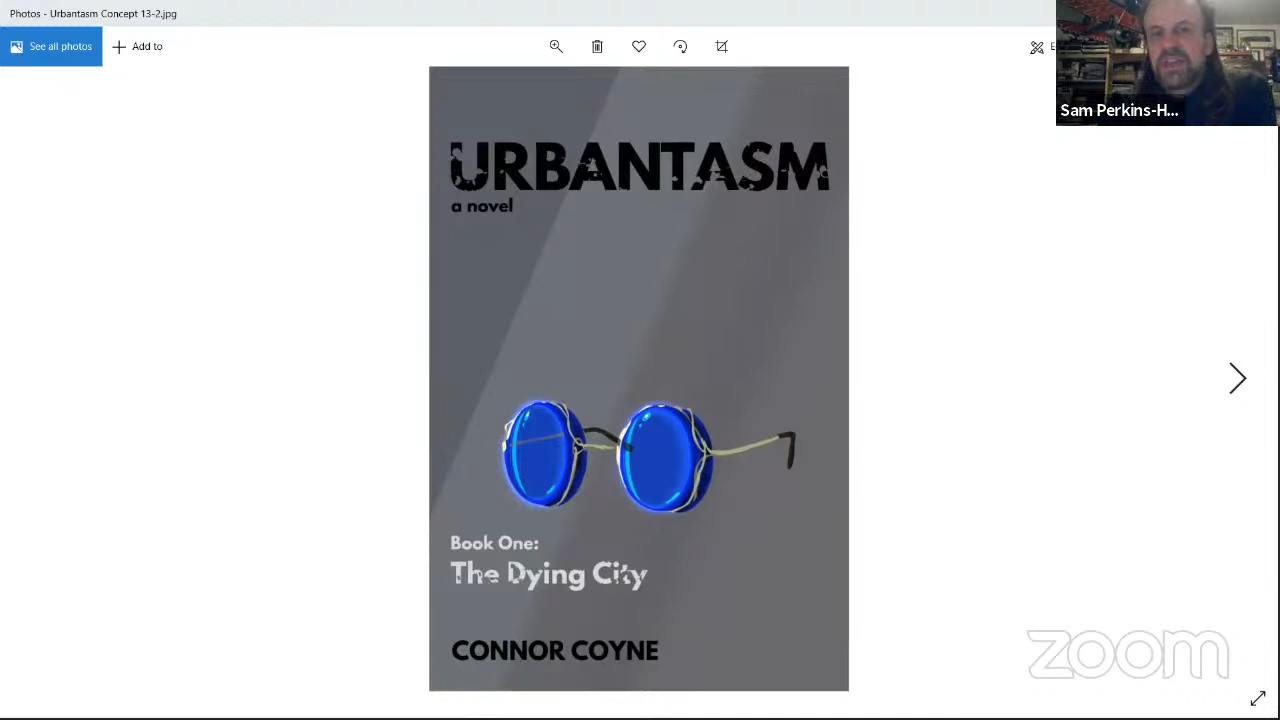 Photos - Urbantasm Concept 13-2.jpg
See all photos
Add to
Sam Perkins-H...
URBANTASM
a novel
Book One:
The Dying City
CONNOR COYNE
zoom